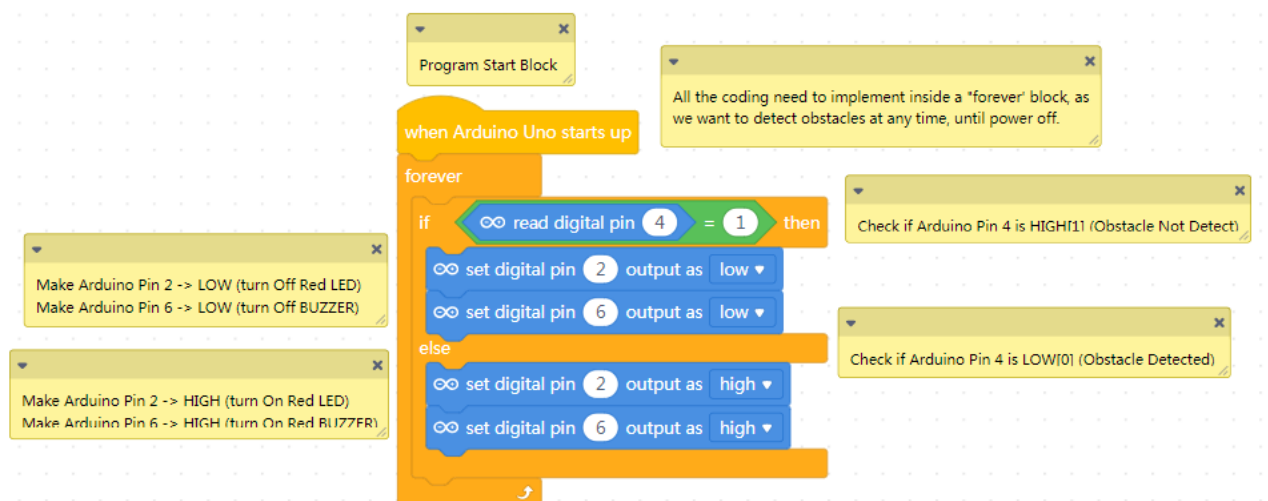 Program Start Block
All the coding need to implement inside a "forever' block, as
we want to detect obstacles at any time, until power off.
when Arduino Uno starts up
forever
if read digital pin 4 = 1 then
Check if Arduino Pin 4 is HIGH[1] (Obstacle Not Detect)
Make Arduino Pin 2 -> LOW (turn Off Red LED)
Make Arduino Pin 6 -> LOW (turn Off BUZZER)
set digital pin 2 output as low
set digital pin 6 output as low
else
Check if Arduino Pin 4 is LOW[0] (Obstacle Detected)
Make Arduino Pin 2 -> HIGH (turn On Red LED)
Make Arduino Pin 6 -> HIGH (turn On Red BUZZER)
set digital pin 2 output as high
set digital pin 6 output as high